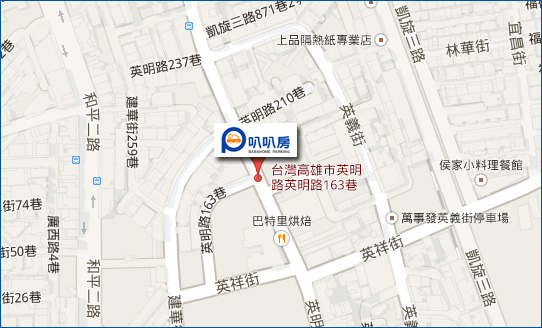 凱旋三路871巷2
福
宜昌街
林華街
上品隔熱紙專業店
英明路237巷
和平二路
建華街259巷
英明路210巷
英義街
凱旋三路
叭叭房
BABAHOME PARKING
台灣高雄市英明
路英明路163巷
侯家小料理餐館
街74巷
廣西路4巷
英明路163巷
巴特里烘焙
萬事發英義街停車場
街50巷
英祥街
和平二路
英祥街
街26巷
建華
英明路
英義街
凱旋三路